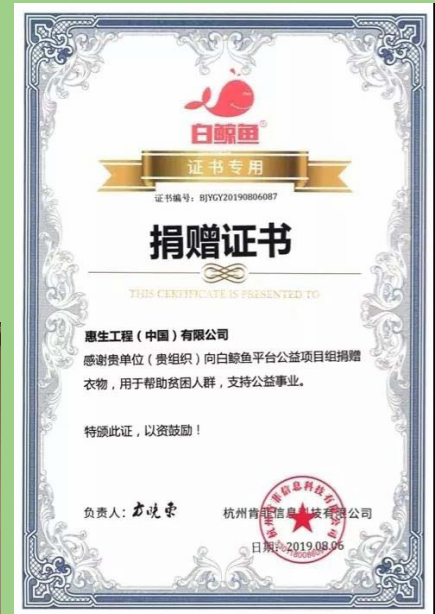 白鲸鱼®
证书专用
证书编号：BJYGY20190806087
捐赠证书
THIS CERTIFICATE IS PRESENTED TO
惠生工程（中国）有限公司
感谢贵单位（贵组织）向白鲸鱼平台公益项目组捐赠
衣物，用于帮助贫困人群，支持公益事业。
特颁此证，以资鼓励！
负责人：方晓东
杭州肯菲信息科技有限公司
日期：2019.08.06